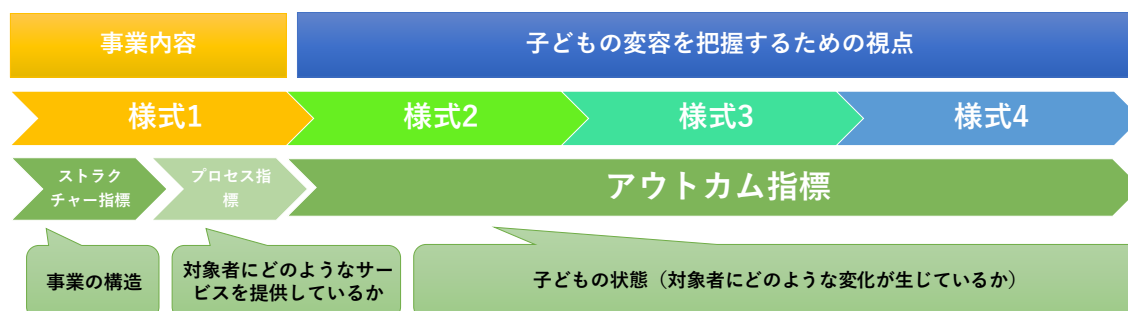 事業内容
子どもの変容を把握するための視点
様式1
様式2
様式3
様式4
ストラク
チャー指標
プロセス指
標
アウトカム指標
事業の構造
対象者にどのようなサー
ビスを提供しているか
子どもの状態（対象者にどのような変化が生じているか）